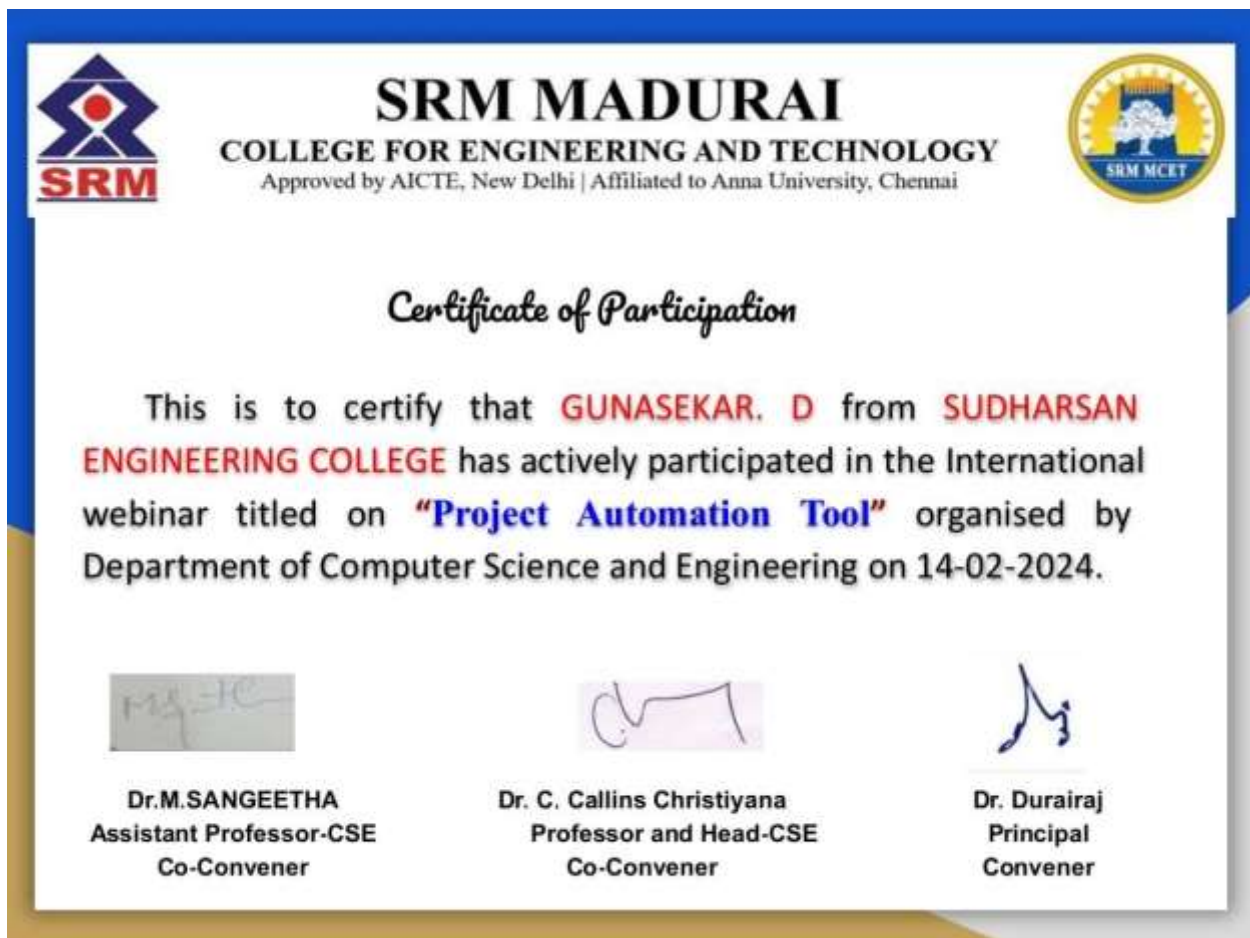 SRM
SRM MADURAI
COLLEGE FOR ENGINEERING AND TECHNOLOGY
Approved by AICTE, New Delhi | Affiliated to Anna University, Chennai
SRM MCET
Certificate of Participation
This is to certify that GUNASEKAR. D from SUDHARSAN
ENGINEERING COLLEGE has actively participated in the International
webinar titled on “Project Automation Tool” organised by
Department of Computer Science and Engineering on 14-02-2024.
Dr.M.SANGEETHA
Assistant Professor-CSE
Co-Convener
Dr. C. Callins Christiyana
Professor and Head-CSE
Co-Convener
Dr. Durairaj
Principal
Convener